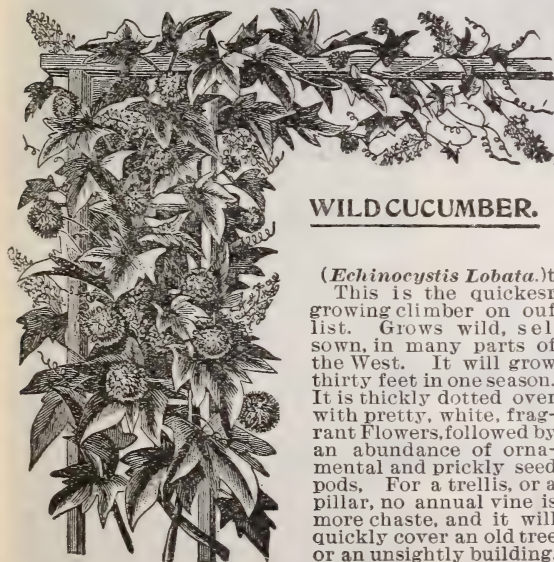 WILD CUCUMBER.
(Echinocystis Lobata.)t
This is the quickesr
growing climber on ouf
list. Grows wild, sel
sown, in many parts of
the West. It will grow
thirty feet in one season.
It is thickly dotted over
with pretty, white, frag-
rant Flowers, followed by
an abundance of orna-
mental and prickly seed
pods, For a trellis, or a
pillar, no annual vine is
more chaste, and it will
quickly cover an old tree
or an unsightly building.